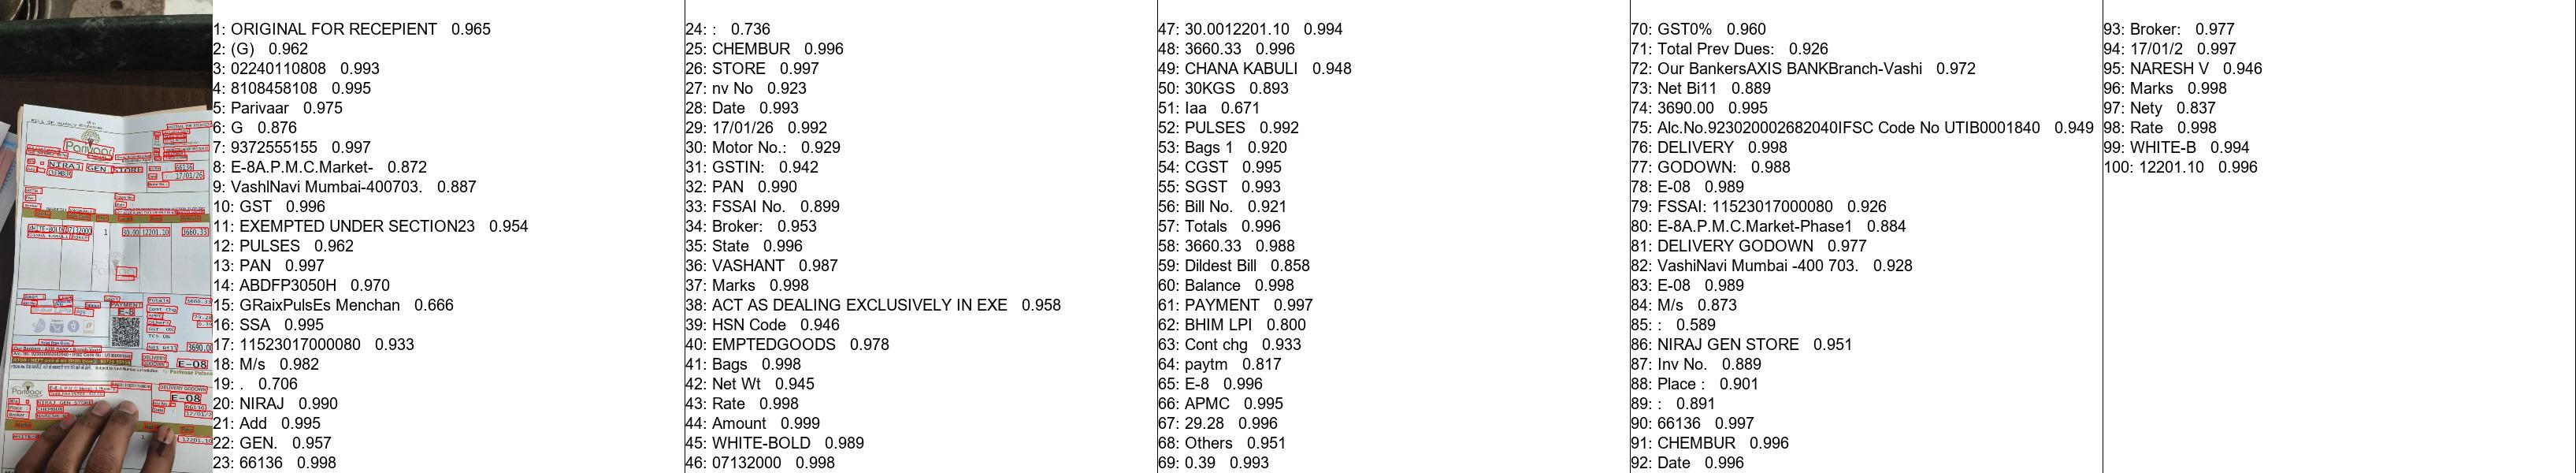 1: ORIGINAL FOR RECEPIENT 0.965
2: (G) 0.962
3: 02240110808 0.993
4: 8108458108 0.995
5: Parivaar 0.975
6: G 0.876
7: 9372555155 0.997
8: E-8A.P.M.C.Market- 0.872
9: VashlNavi Mumbai-400703. 0.887
10: GST 0.996
11: EXEMPTED UNDER SECTION23 0.954
12: PULSES 0.962
13: PAN 0.997
14: ABDFP3050H 0.970
15: GRaixPulsEs Menchan 0.666
16: SSA 0.995
17: 11523017000080 0.933
18: M/s 0.982
19: . 0.706
20: NIRAJ 0.990
21: Add 0.995
22: GEN. 0.957
23: 66136 0.998
24: : 0.736
25: CHEMBUR 0.996
26: STORE 0.997
27: nv No 0.923
28: Date 0.993
29: 17/01/26 0.992
30: Motor No.: 0.929
31: GSTIN: 0.942
32: PAN 0.990
33: FSSAI No. 0.899
34: Broker: 0.953
35: State 0.996
36: VASHANT 0.987
37: Marks 0.998
38: ACT AS DEALING EXCLUSIVELY IN EXE 0.958
39: HSN Code 0.946
40: EMPTEDGOODS 0.978
41: Bags 0.998
42: Net Wt 0.945
43: Rate 0.998
44: Amount 0.999
45: WHITE-BOLD 0.989
46: 07132000 0.998
47: 30.0012201.10 0.994
48: 3660.33 0.996
49: CHANA KABULI 0.948
50: 30KGS 0.893
51: Iaa 0.671
52: PULSES 0.992
53: Bags 1 0.920
54: CGST 0.995
55: SGST 0.993
56: Bill No. 0.921
57: Totals 0.996
58: 3660.33 0.988
59: Dildest Bill 0.858
60: Balance 0.998
61: PAYMENT 0.997
62: BHIM LPI 0.800
63: Cont chg 0.933
64: paytm 0.817
65: E-8 0.996
66: APMC 0.995
67: 29.28 0.996
68: Others 0.951
69: 0.39 0.993
70: GST0% 0.960
71: Total Prev Dues: 0.926
72: Our BankersAXIS BANKBranch-Vashi 0.972
73: Net Bi11 0.889
74: 3690.00 0.995
75: Alc.No.923020002682040IFSC Code No UTIB0001840 0.949
76: DELIVERY 0.998
77: GODOWN: 0.988
78: E-08 0.989
79: FSSAI: 11523017000080 0.926
80: E-8A.P.M.C.Market-Phase1 0.884
81: DELIVERY GODOWN 0.977
82: VashiNavi Mumbai -400 703. 0.928
83: E-08 0.989
84: M/s 0.873
85: : 0.589
86: NIRAJ GEN STORE 0.951
87: Inv No. 0.889
88: Place : 0.901
89: : 0.891
90: 66136 0.997
91: CHEMBUR 0.996
92: Date 0.996
93: Broker: 0.977
94: 17/01/2 0.997
95: NARESH V 0.946
96: Marks 0.998
97: Nety 0.837
98: Rate 0.998
99: WHITE-B 0.994
100: 12201.10 0.996